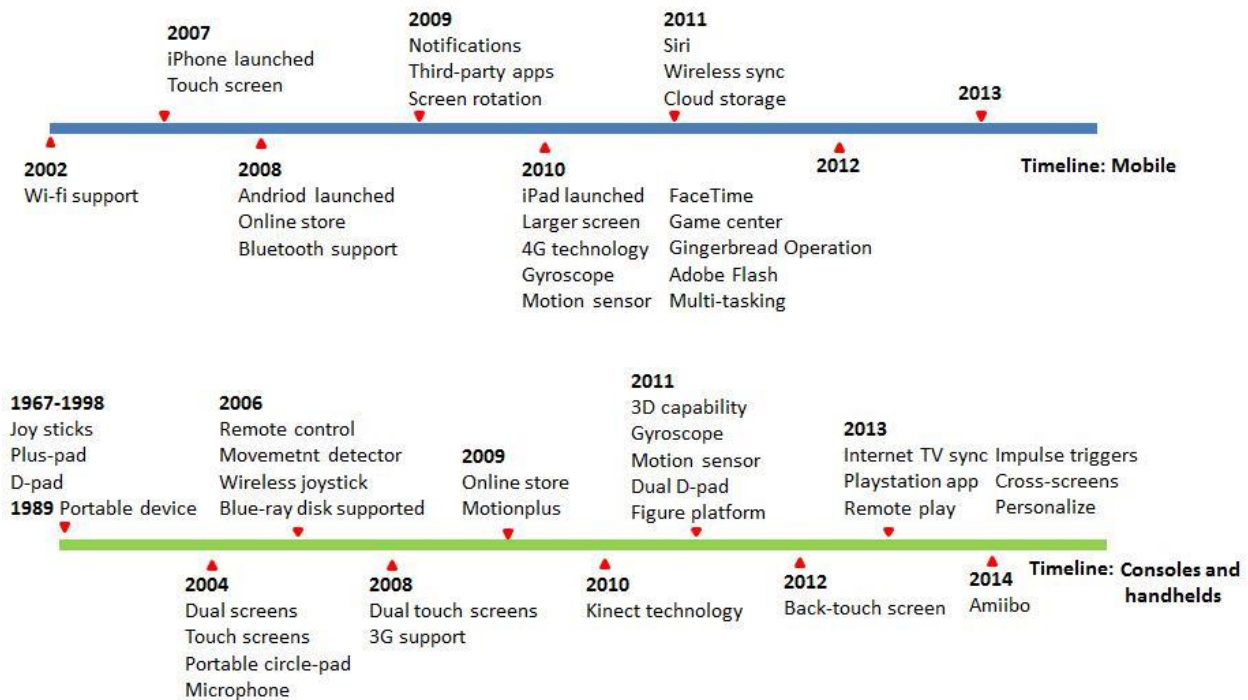 2007
iPhone launched
Touch screen
2009
Notifications
Third-party apps
Screen rotation
2011
Siri
Wireless sync
Cloud storage
2013
2002
Wi-fi support
2008
Andriod launched
Online store
Bluetooth support
2010
iPad launched
Larger screen
4G technology
Gyroscope
Motion sensor
FaceTime
Game center
Gingerbread Operation
Adobe Flash
Multi-tasking
2012
Timeline: Mobile
1967-1998
Joy sticks
Plus-pad
D-pad
1989 Portable device
2006
Remote control
Movemetnt detector
Wireless joystick
Blue-ray disk supported
2009
Online store
Motionplus
2011
3D capability
Gyroscope
Motion sensor
Dual D-pad
Figure platform
2013
Internet TV sync
Playstation app
Remote play
Impulse triggers
Cross-screens
Personalize
2004
Dual screens
Touch screens
Portable circle-pad
Microphone
2008
Dual touch screens
3G support
2010
Kinect technology
2012
Back-touch screen
2014
Amiibo
Timeline: Consoles and
handhelds